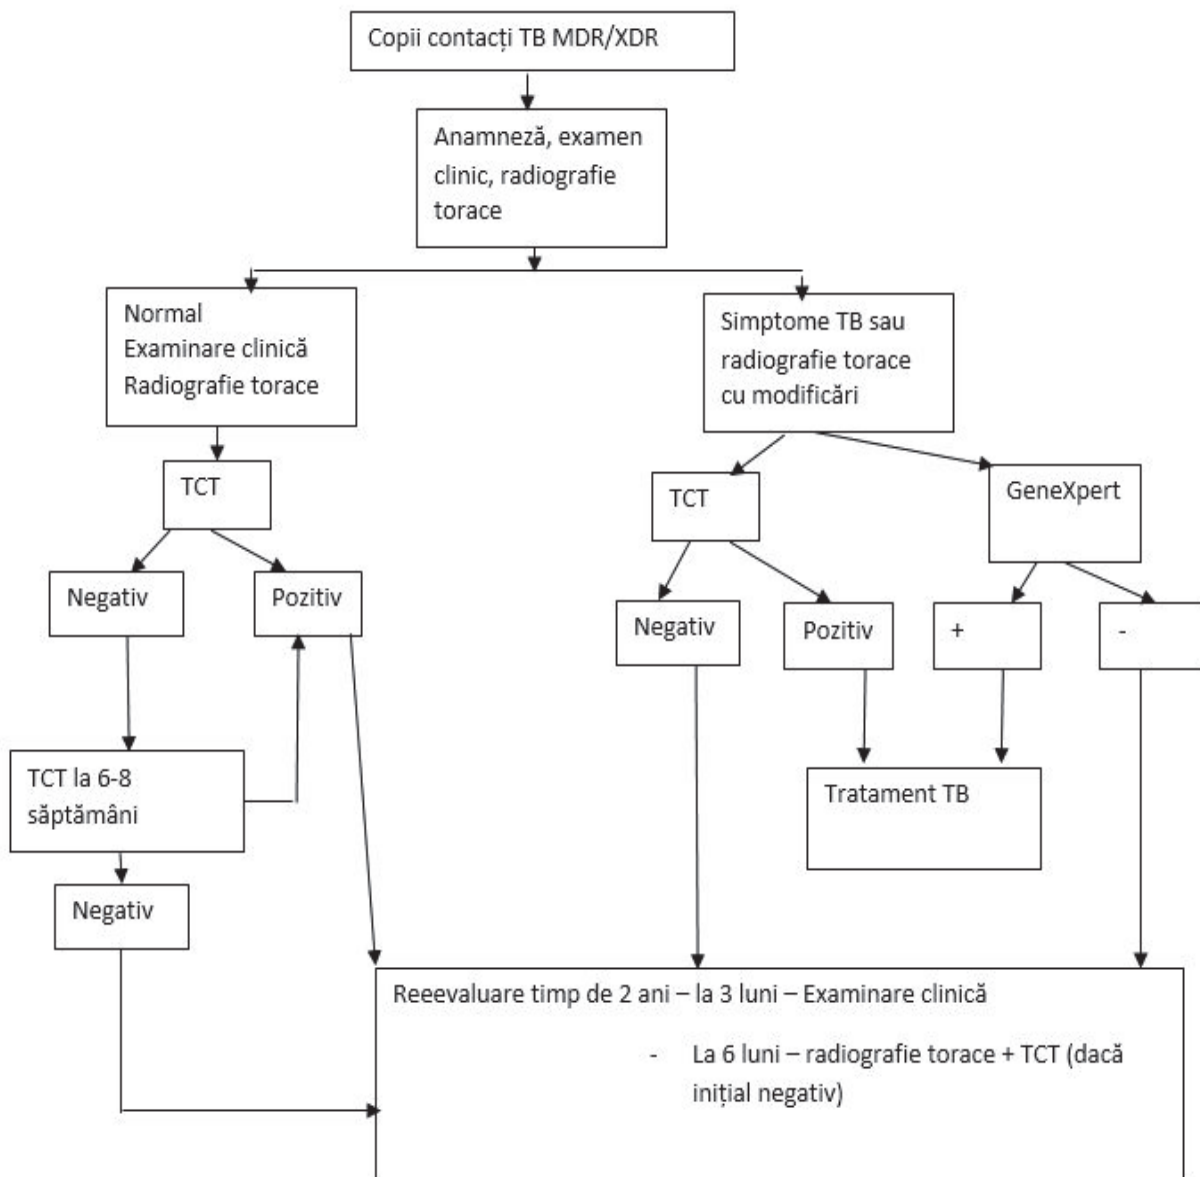 Copii contacți TB MDR/XDR
Anamneză, examen
clinic, radiografie
torace
Normal
Examinare clinică
Radiografie torace
Simptome TB sau
radiografie torace
cu modificări
TCT
TCT
GeneXpert
Negativ
Pozitiv
Negativ
Pozitiv
+
-
TCT la 6-8
săptămâni
Tratament TB
Negativ
Reeevaluare timp de 2 ani – la 3 luni – Examinare clinică
- La 6 luni – radiografie torace + TCT (dacă
inițial negativ)